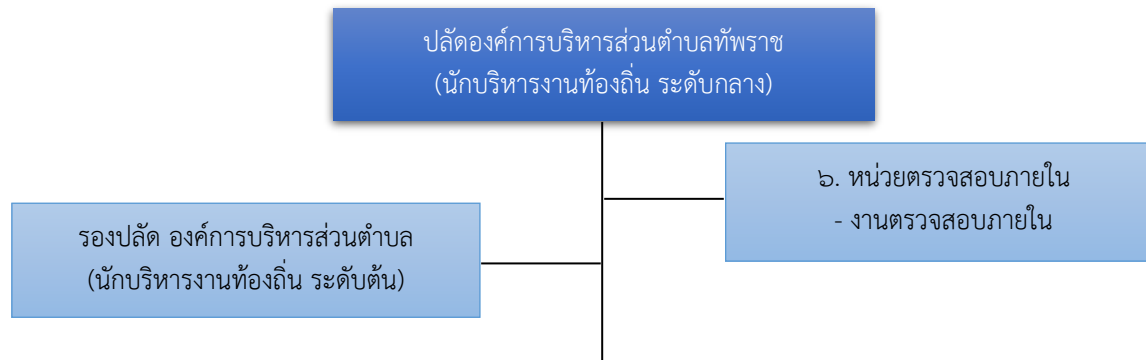 ปลัดองค์การบริหารส่วนตำบลทัพราช
(นักบริหารงานท้องถิ่น ระดับกลาง)
๖. หน่วยตรวจสอบภายใน
- งานตรวจสอบภายใน
รองปลัด องค์การบริหารส่วนตำบล
(นักบริหารงานท้องถิ่น ระดับต้น)